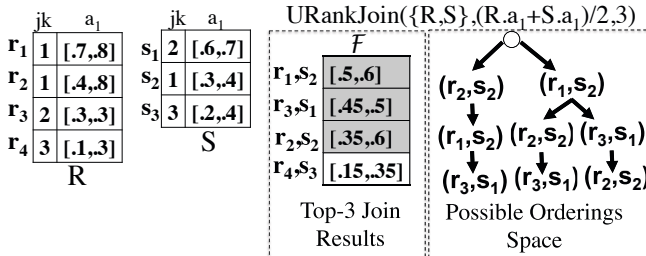 jk a₁
r₁ 1 [.7,.8]
r₂ 1 [.4,.8]
r₃ 2 [.3,.3]
r₄ 3 [.1,.3]
R
jk a₁
s₁ 2 [.6,.7]
s₂ 1 [.3,.4]
s₃ 3 [.2,.4]
S
URankJoin({R,S},(R.a₁+S.a₁)/2,3)
F
r₁,s₂ [.5,.6]
r₃,s₁ [.45,.5]
r₂,s₂ [.35,.6]
r₄,s₃ [.15,.35]
Top-3 Join
Results
(r₂,s₂) (r₁,s₂)
(r₁,s₂) (r₂,s₂) (r₃,s₁)
(r₃,s₁) (r₃,s₁) (r₂,s₂)
Possible Orderings
Space